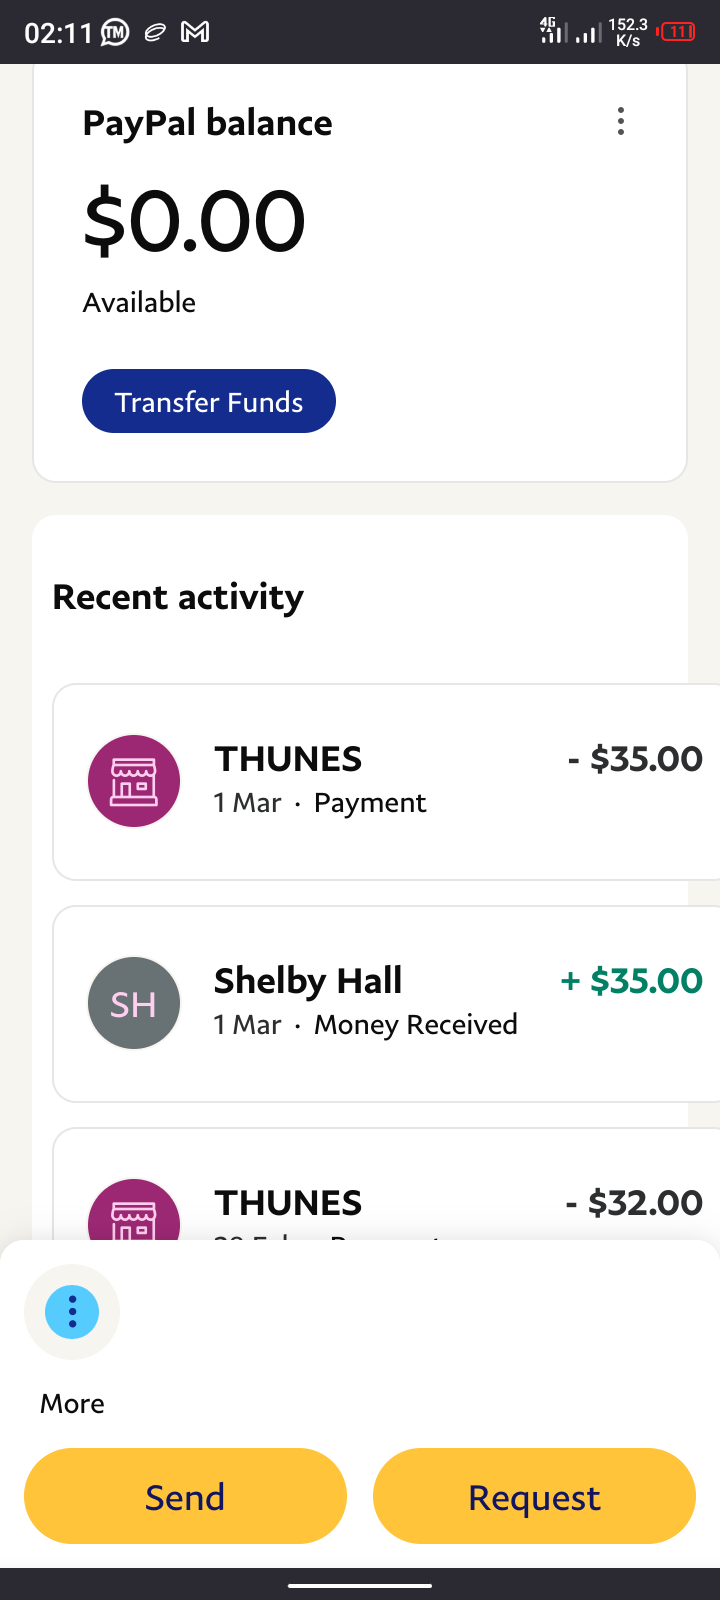 02:11 TM 4G 152.3 K/s 11
PayPal balance
$0.00
Available
Transfer Funds
Recent activity
THUNES - $35.00
1 Mar · Payment
SH
Shelby Hall + $35.00
1 Mar · Money Received
THUNES - $32.00
More
Send Request